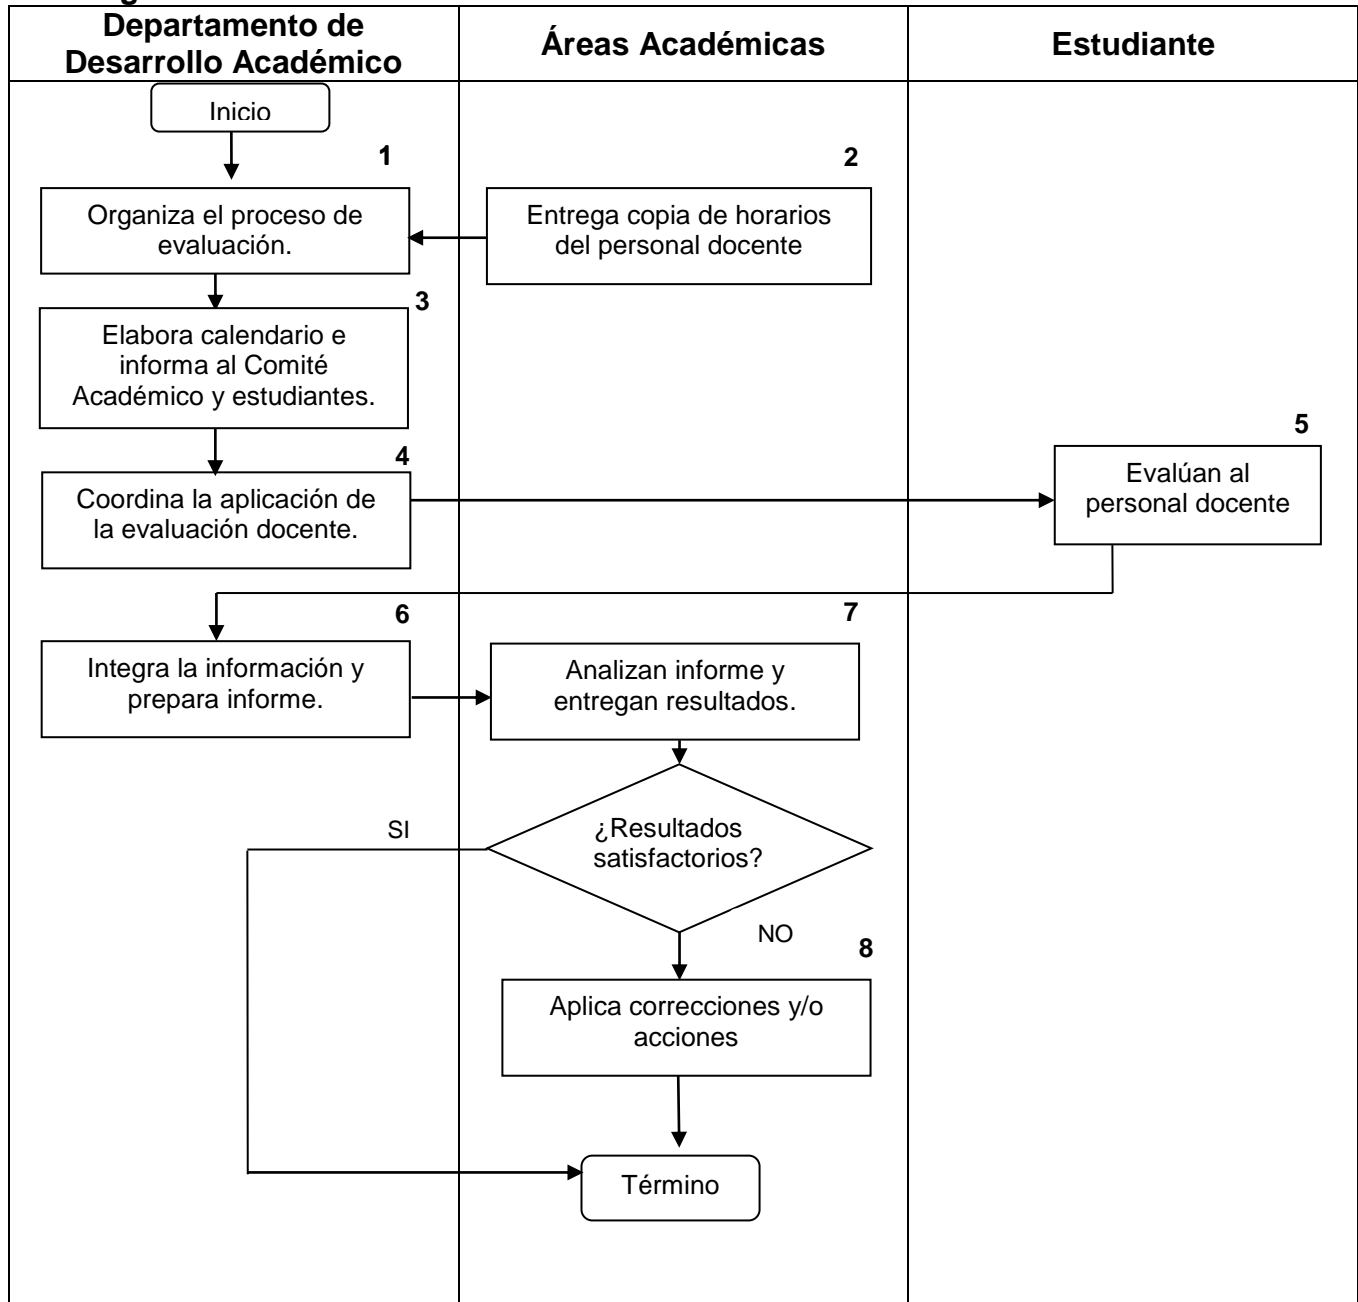 Departamento de
Desarrollo Académico
Áreas Académicas
Estudiante
Inicio
1
2
Organiza el proceso de
evaluación.
Entrega copia de horarios
del personal docente
3
Elabora calendario e
informa al Comité
Académico y estudiantes.
4
5
Coordina la aplicación de
la evaluación docente.
Evalúan al
personal docente
6
7
Integra la información y
prepara informe.
Analizan informe y
entregan resultados.
SI
¿Resultados
satisfactorios?
NO
8
Aplica correcciones y/o
acciones
Término